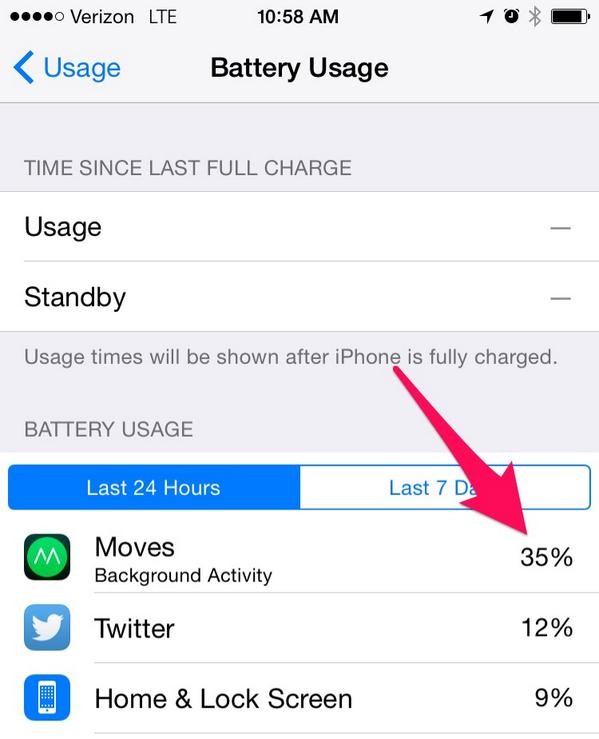 Verizon LTE 10:58 AM
Usage Battery Usage
TIME SINCE LAST FULL CHARGE
Usage —
Standby —
Usage times will be shown after iPhone is fully charged.
BATTERY USAGE
Last 24 Hours Last 7 Da
Moves 35%
Background Activity
Twitter 12%
Home & Lock Screen 9%